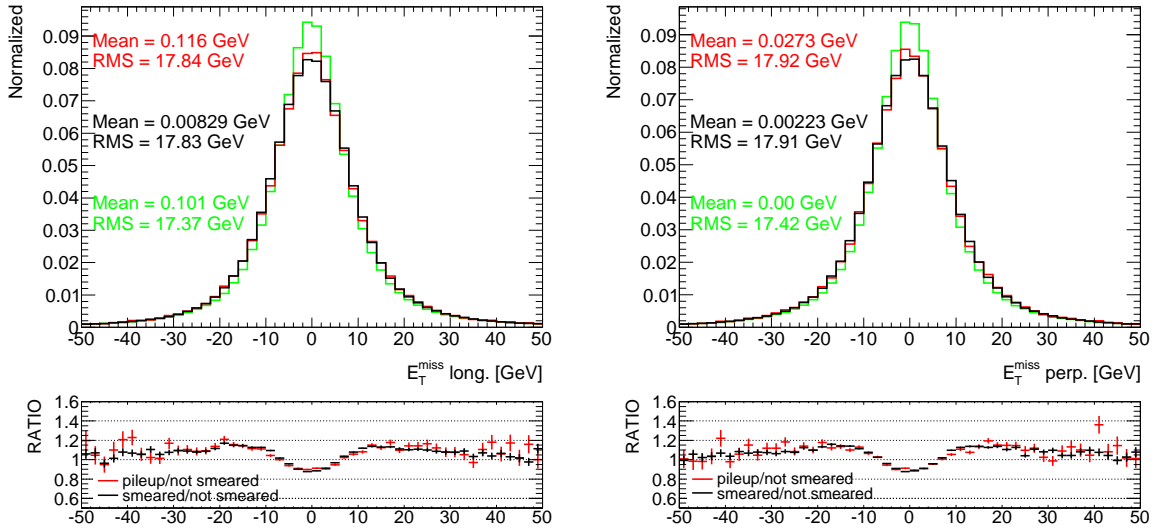 Normalized
0.09
0.08
0.07
0.06
0.05
0.04
0.03
0.02
0.01
0
Mean = 0.116 GeV
RMS = 17.84 GeV
Mean = 0.00829 GeV
RMS = 17.83 GeV
Mean = 0.101 GeV
RMS = 17.37 GeV
-50 -40 -30 -20 -10 0 10 20 30 40 50
E_T^miss long. [GeV]
RATIO
1.6
1.4
1.2
1
0.8
0.6
pileup/not smeared
smeared/not smeared
-50 -40 -30 -20 -10 0 10 20 30 40 50
Normalized
0.09
0.08
0.07
0.06
0.05
0.04
0.03
0.02
0.01
0
Mean = 0.0273 GeV
RMS = 17.92 GeV
Mean = 0.00223 GeV
RMS = 17.91 GeV
Mean = 0.00 GeV
RMS = 17.42 GeV
-50 -40 -30 -20 -10 0 10 20 30 40 50
E_T^miss perp. [GeV]
RATIO
1.6
1.4
1.2
1
0.8
0.6
pileup/not smeared
smeared/not smeared
-50 -40 -30 -20 -10 0 10 20 30 40 50